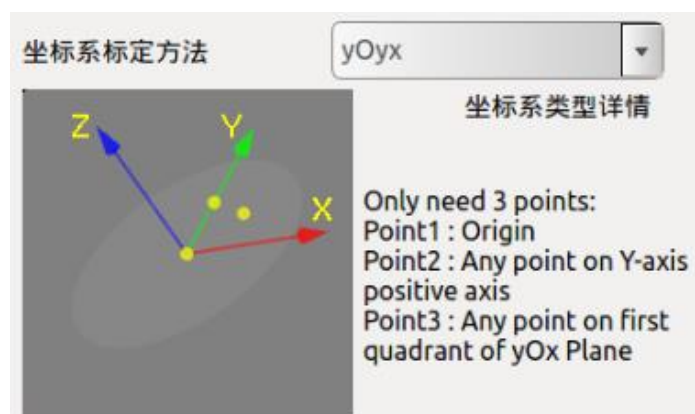 坐标系标定方法
yOyx
坐标系类型详情
Z
Y
X
Only need 3 points:
Point1 : Origin
Point2 : Any point on Y-axis
positive axis
Point3 : Any point on first
quadrant of yOx Plane